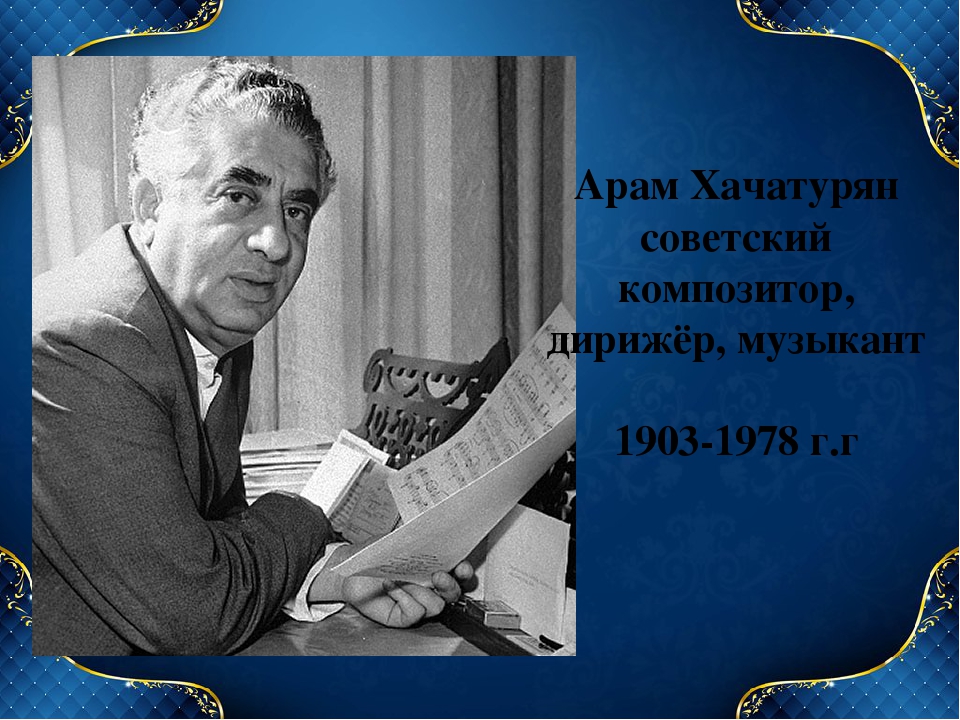 Арам Хачатурян
советский
композитор,
дирижёр, музыкант
1903-1978 г.г